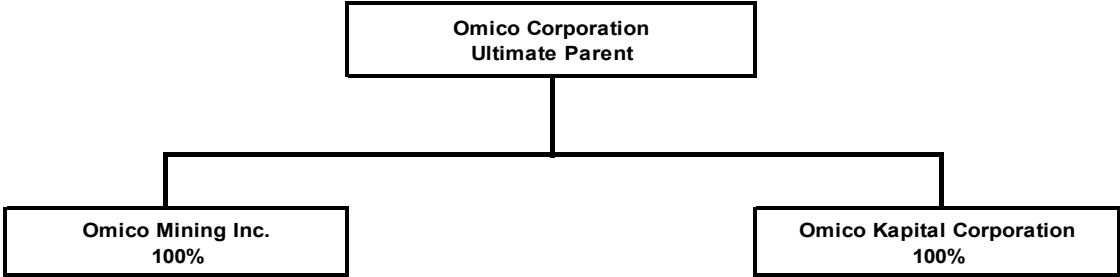 Omico Corporation
Ultimate Parent
Omico Mining Inc.
100%
Omico Kapital Corporation
100%